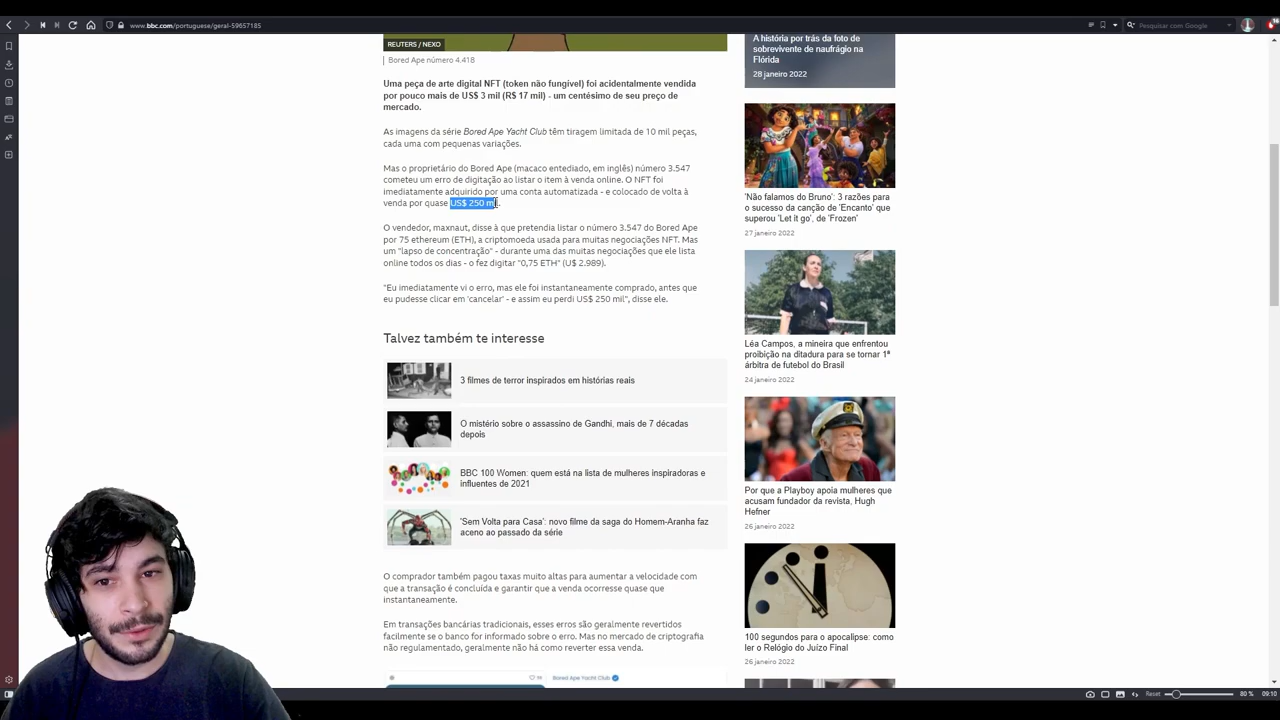 www.bbc.com/portuguese/geral-59657185
Pesquisar com Google
REUTERS / NEXO
Bored Ape número 4.418
Uma peça de arte digital NFT (token não fungível) foi acidentalmente vendida
por pouco mais de US$ 3 mil (R$ 17 mil) - um centésimo de seu preço de
mercado.
As imagens da série Bored Ape Yacht Club têm tiragem limitada de 10 mil peças,
cada uma com pequenas variações.
Mas o proprietário do Bored Ape (macaco entediado, em inglês) número 3.547
cometeu um erro de digitação ao listar o item à venda online. O NFT foi
imediatamente adquirido por uma conta automatizada - e colocado de volta à
venda por quase US$ 250 mil.
O vendedor, maxnaut, disse à que pretendia listar o número 3.547 do Bored Ape
por 75 ethereum (ETH), a criptomoeda usada para muitas negociações NFT. Mas
um "lapso de concentração" - durante uma das muitas negociações que ele lista
online todos os dias - o fez digitar "0,75 ETH" (U$ 2.989).
"Eu imediatamente vi o erro, mas ele foi instantaneamente comprado, antes que
eu pudesse clicar em 'cancelar' - e assim eu perdi US$ 250 mil", disse ele.
Talvez também te interesse
3 filmes de terror inspirados em histórias reais
O mistério sobre o assassino de Gandhi, mais de 7 décadas
depois
BBC 100 Women: quem está na lista de mulheres inspiradoras e
influentes de 2021
'Sem Volta para Casa': novo filme da saga do Homem-Aranha faz
aceno ao passado da série
O comprador também pagou taxas muito altas para aumentar a velocidade com
que a transação é concluída e garantir que a venda ocorresse quase que
instantaneamente.
Em transações bancárias tradicionais, esses erros são geralmente revertidos
facilmente se o banco for informado sobre o erro. Mas no mercado de criptografia
não regulamentado, geralmente não há como reverter essa venda.
Bored Ape Yacht Club
A história por trás da foto de
sobrevivente de naufrágio na
Flórida
28 janeiro 2022
'Não falamos do Bruno': 3 razões para
o sucesso da canção de 'Encanto' que
superou 'Let it go', de 'Frozen'
27 janeiro 2022
Léa Campos, a mineira que enfrentou
proibição na ditadura para se tornar 1ª
árbitra de futebol do Brasil
24 janeiro 2022
Por que a Playboy apoia mulheres que
acusam fundador da revista, Hugh
Hefner
26 janeiro 2022
100 segundos para o apocalipse: como
ler o Relógio do Juízo Final
26 janeiro 2022
Reset
80 %
09:10